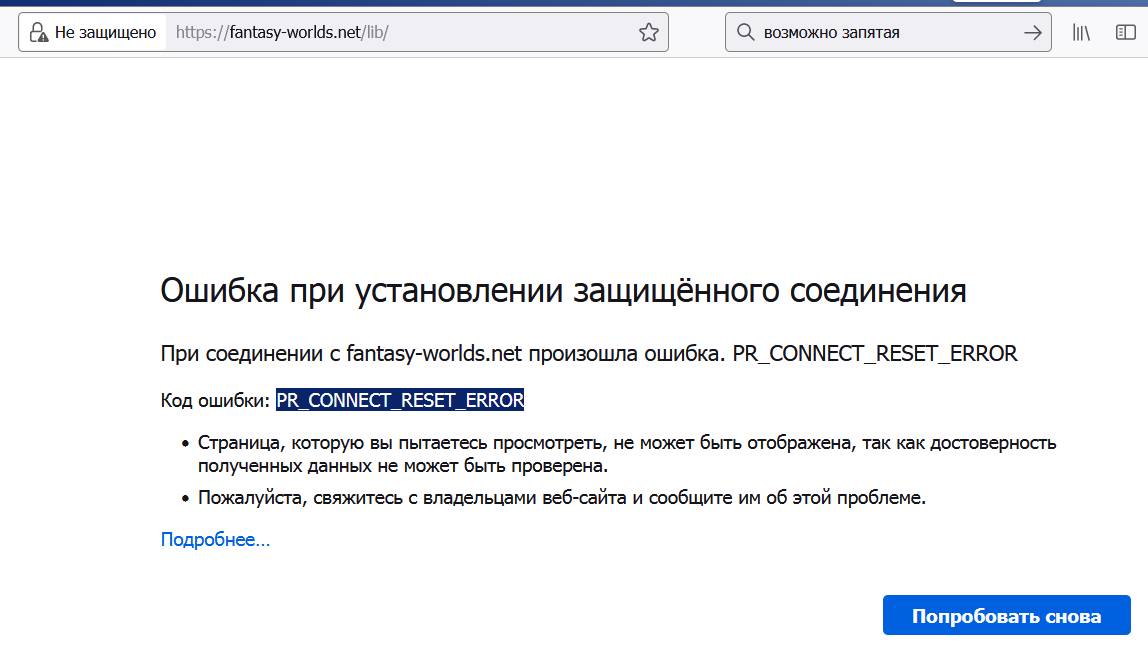 Не защищено https://fantasy-worlds.net/lib/ возможно запятая
Ошибка при установлении защищённого соединения
При соединении с fantasy-worlds.net произошла ошибка. PR_CONNECT_RESET_ERROR
Код ошибки: PR_CONNECT_RESET_ERROR
• Страница, которую вы пытаетесь просмотреть, не может быть отображена, так как достоверность
полученных данных не может быть проверена.
• Пожалуйста, свяжитесь с владельцами веб-сайта и сообщите им об этой проблеме.
Подробнее…
Попробовать снова